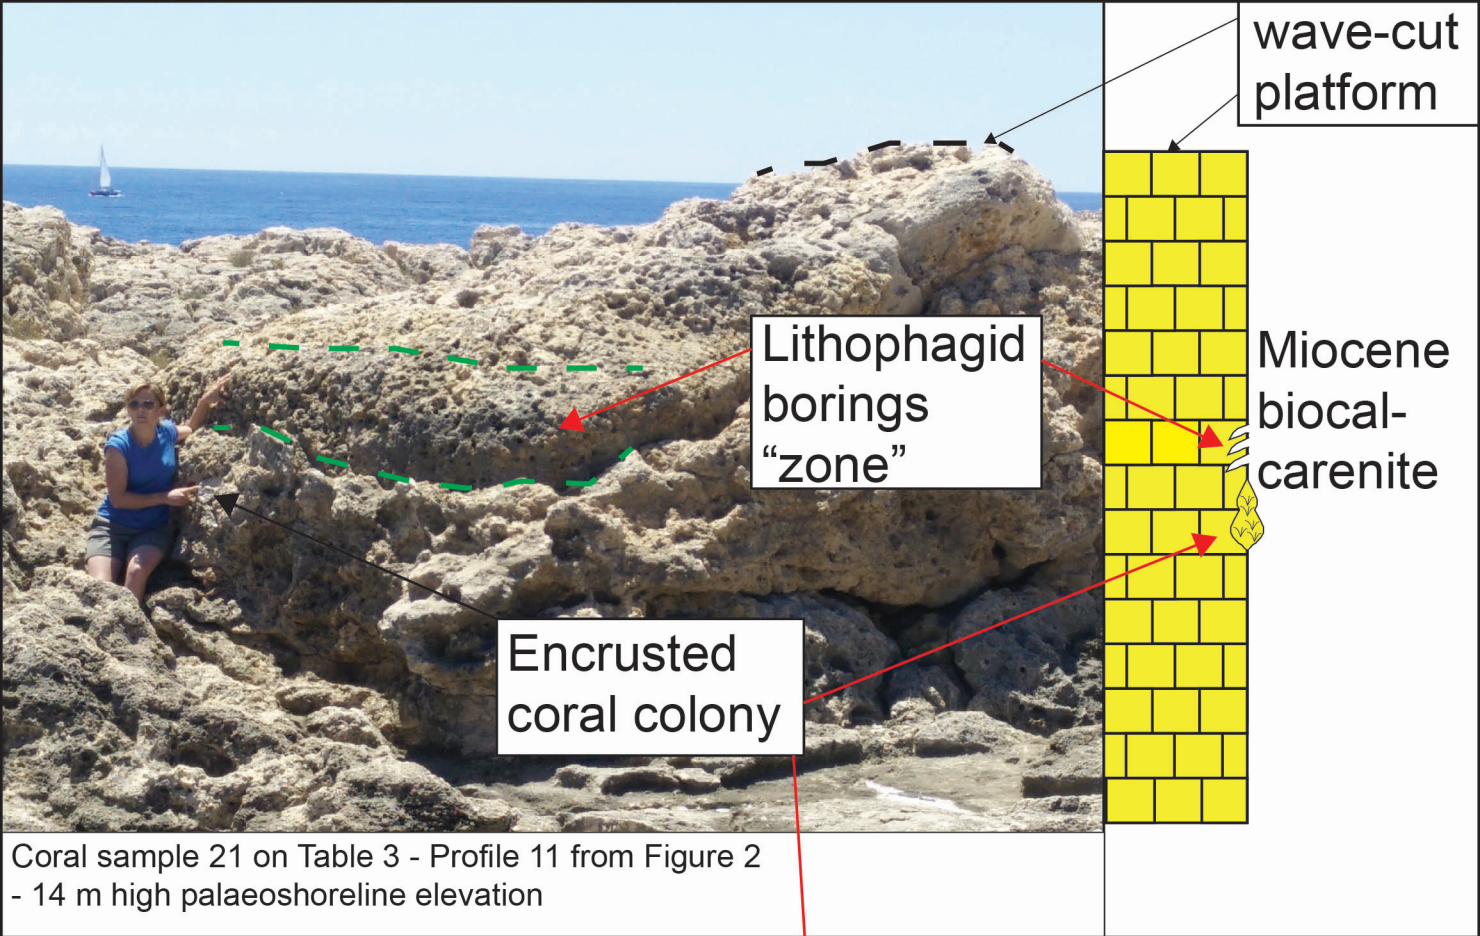 wave-cut
platform
Lithophagid
borings
“zone”
Miocene
biocal-
carenite
Encrusted
coral colony
Coral sample 21 on Table 3 - Profile 11 from Figure 2
- 14 m high palaeoshoreline elevation